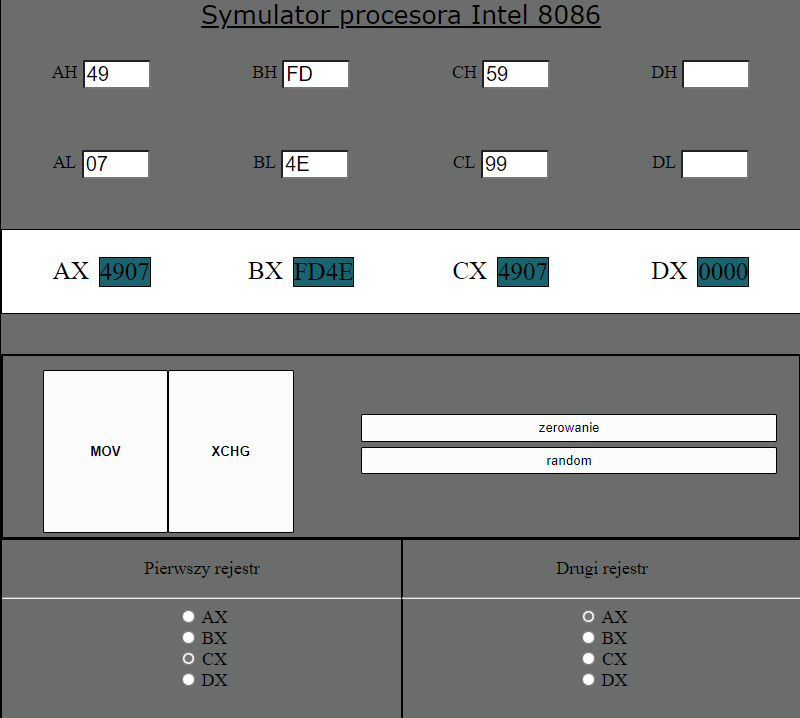 Symulator procesora Intel 8086
AH 49 BH FD CH 59 DH
AL 07 BL 4E CL 99 DL
AX 4907 BX FD4E CX 4907 DX 0000
MOV XCHG
zerowanie
random
Pierwszy rejestr Drugi rejestr
AX AX
BX BX
CX CX
DX DX